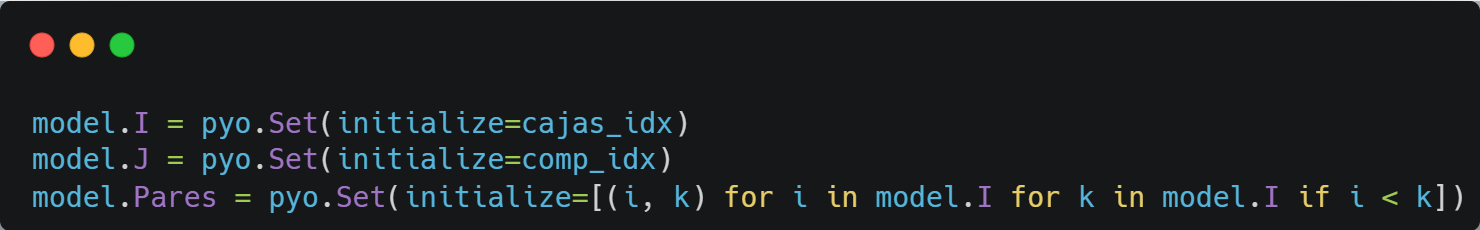 model.I = pyo.Set(initialize=cajas_idx)
model.J = pyo.Set(initialize=comp_idx)
model.Pares = pyo.Set(initialize=[(i, k) for i in model.I for k in model.I if i < k])